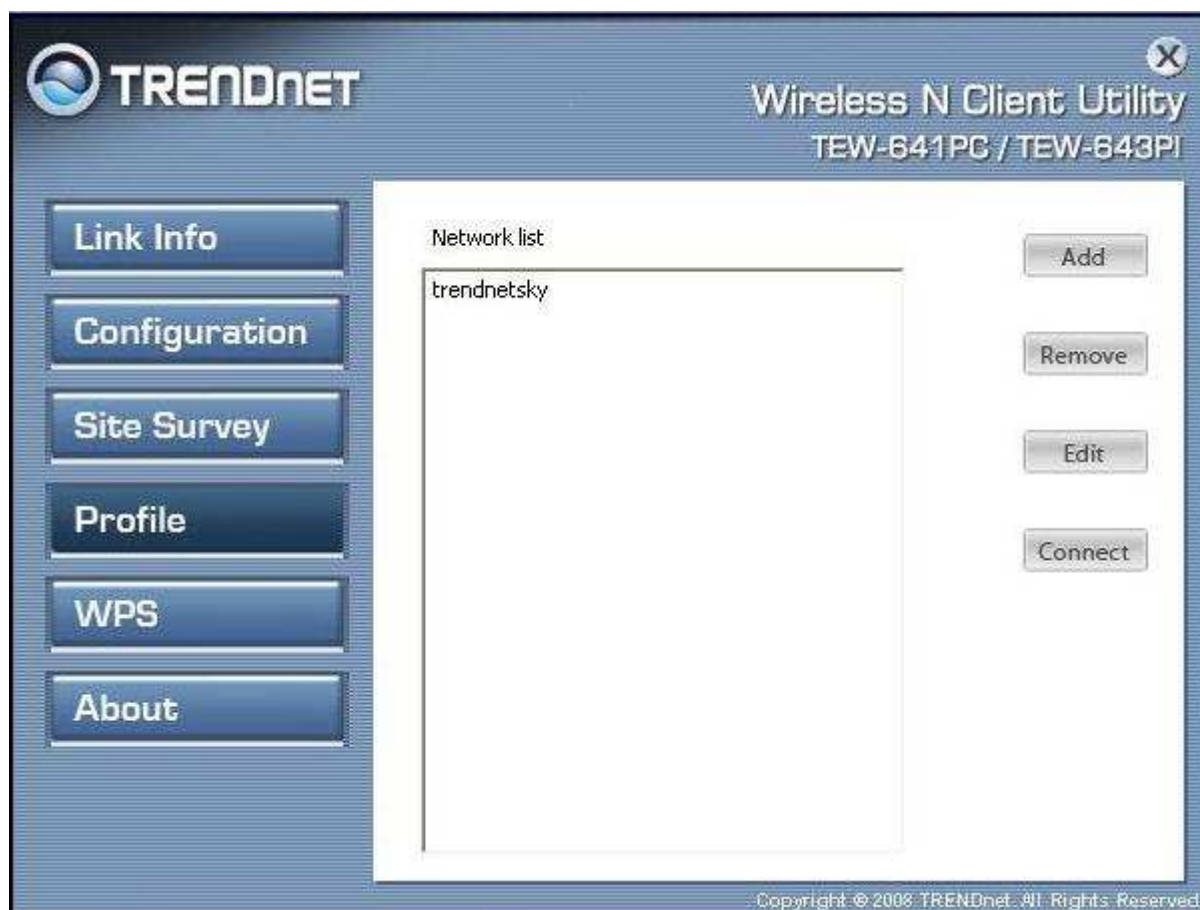 TRENDNET
Wireless N Client Utility
TEW-641PC / TEW-643PI
Link Info
Configuration
Site Survey
Profile
WPS
About
Network list
trendnetsky
Add
Remove
Edit
Connect
Copyright © 2008 TRENDnet. All Rights Reserved